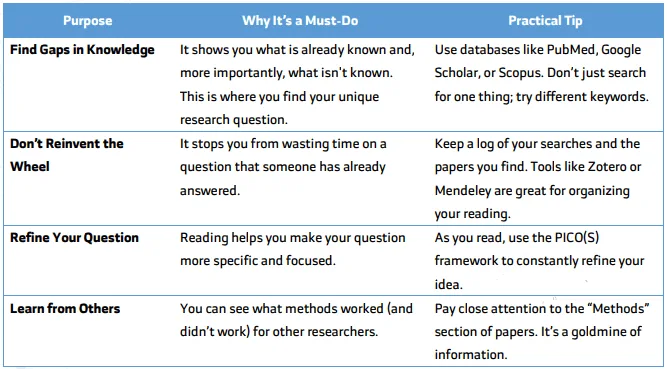 Purpose
Why It's a Must-Do
Practical Tip
Find Gaps in Knowledge
It shows you what is already known and,
more importantly, what isn't known.
This is where you find your unique
research question.
Use databases like PubMed, Google
Scholar, or Scopus. Don't just search
for one thing; try different keywords.
Don't Reinvent the
Wheel
It stops you from wasting time on a
question that someone has already
answered.
Keep a log of your searches and the
papers you find. Tools like Zotero or
Mendeley are great for organizing
your reading.
Refine Your Question
Reading helps you make your question
more specific and focused.
As you read, use the PICO(S)
framework to constantly refine your
idea.
Learn from Others
You can see what methods worked (and
didn't work) for other researchers.
Pay close attention to the “Methods”
section of papers. It's a goldmine of
information.